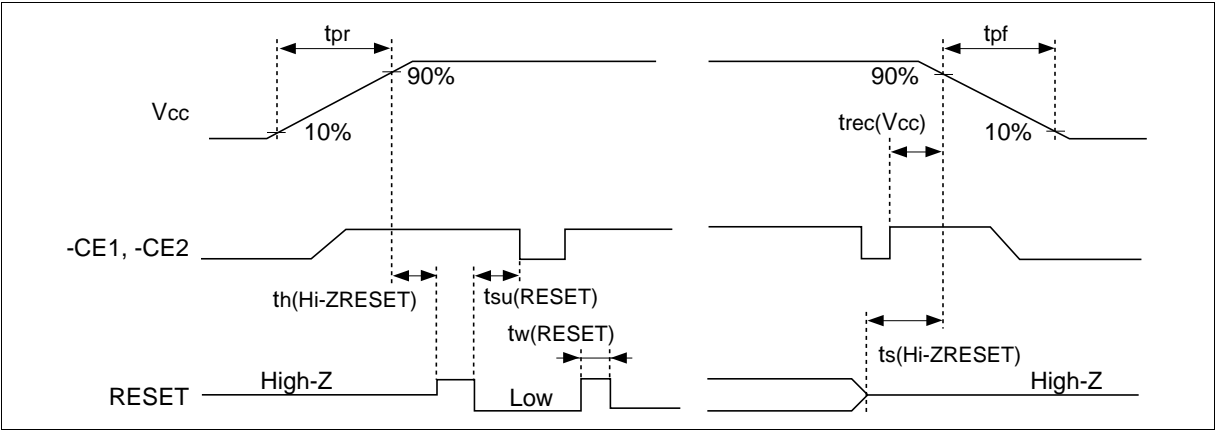 tpr
tpf
90%
90%
Vcc
10%
trec(Vcc)
10%
-CE1, -CE2
th(Hi-ZRESET)
tsu(RESET)
tw(RESET)
ts(Hi-ZRESET)
RESET
High-Z
Low
High-Z